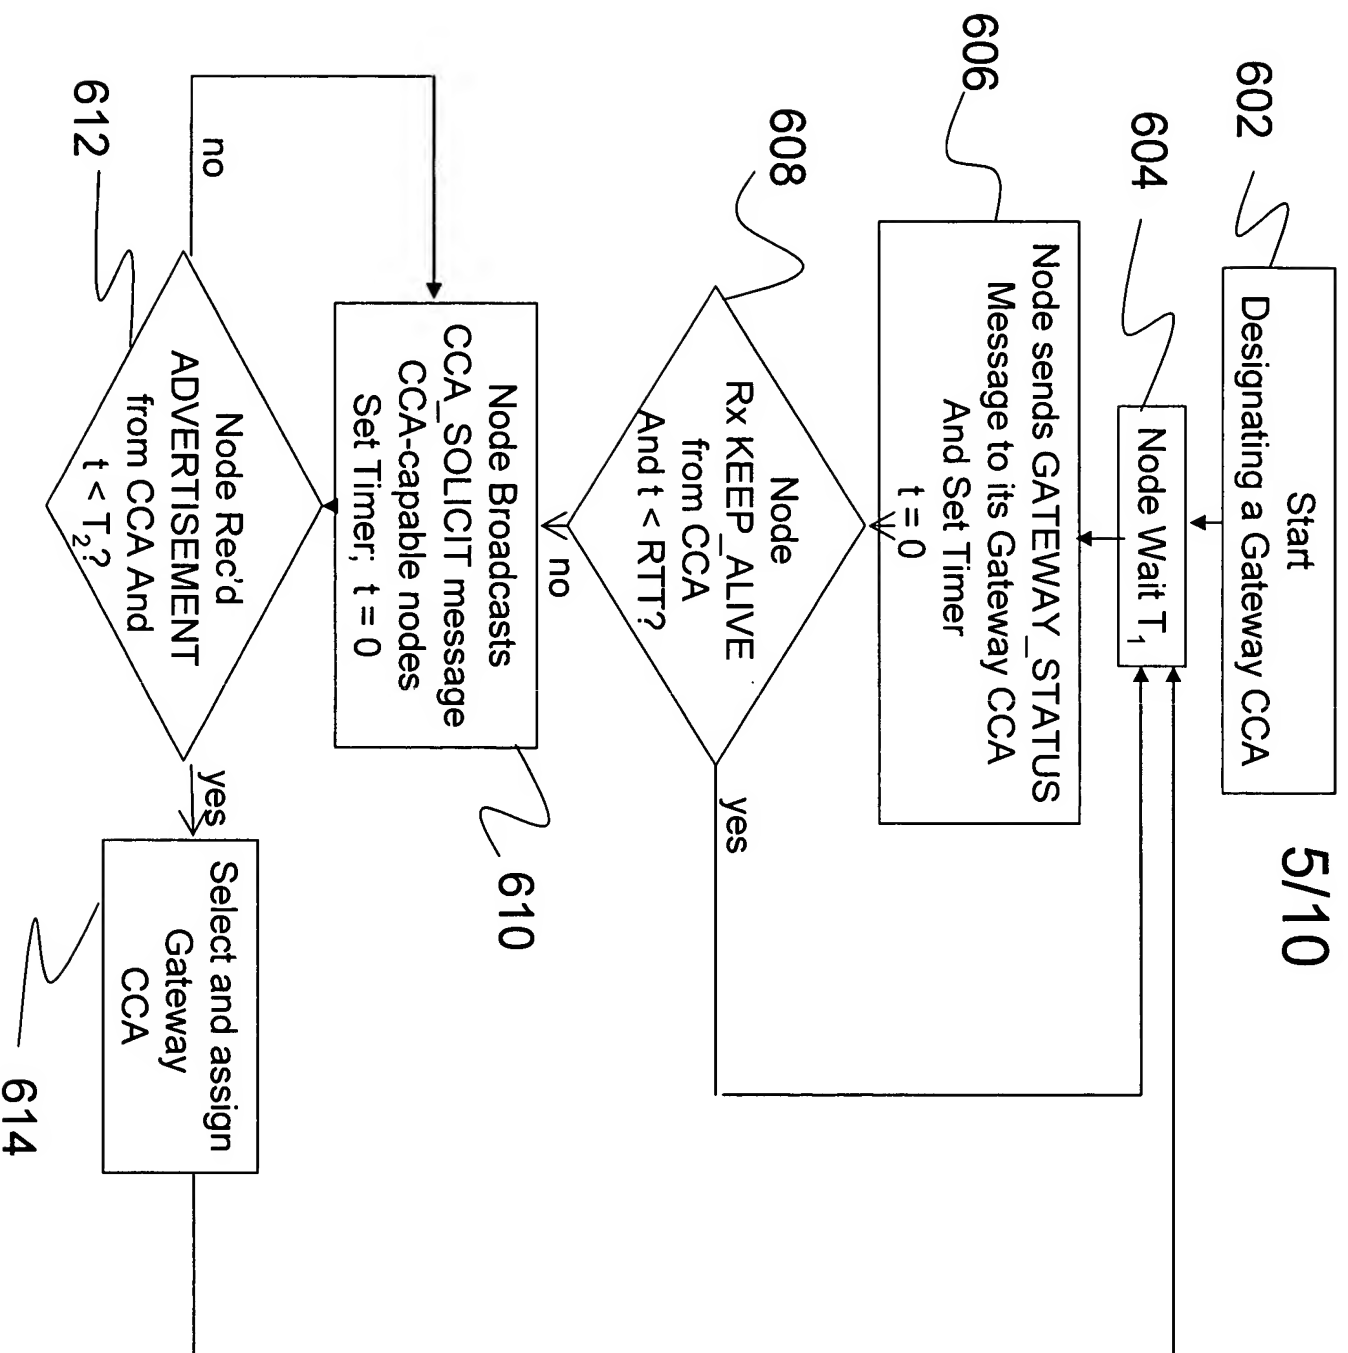 5/10
602
Start
Designating a Gateway CCA
604
Node Wait T₁
606
Node sends GATEWAY_STATUS
Message to its Gateway CCA
And Set Timer
t = 0
608
Node
Rx KEEP_ALIVE
from CCA
And t < RTT?
yes
no
Node Broadcasts
CCA_SOLICIT message
CCA-capable nodes
Set Timer; t = 0
610
612
no
Node Rec'd
ADVERTISEMENT
from CCA And
t < T₂?
yes
Select and assign
Gateway
CCA
614